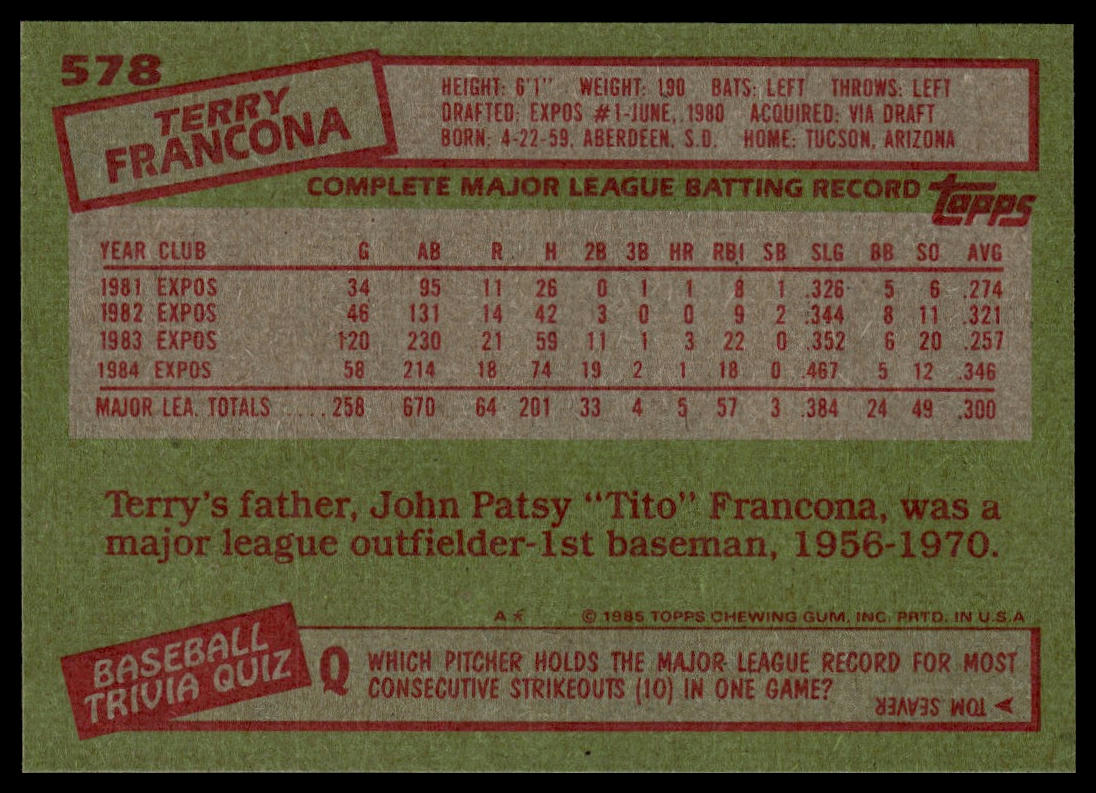 578
TERRY
FRANCONA
HEIGHT: 6'1" WEIGHT: 190 BATS: LEFT THROWS: LEFT
DRAFTED: EXPOS #1-JUNE, 1980 ACQUIRED: VIA DRAFT
BORN: 4-22-59, ABERDEEN, S.D. HOME: TUCSON, ARIZONA
COMPLETE MAJOR LEAGUE BATTING RECORD topps
YEAR CLUB G AB R H 2B 3B HR RBI SB SLG BB SO AVG
1981 EXPOS 34 95 11 26 0 1 1 8 1 .326 5 6 .274
1982 EXPOS 46 131 14 42 3 0 0 9 2 .344 8 11 .321
1983 EXPOS 120 230 21 59 11 1 3 22 0 .352 6 20 .257
1984 EXPOS 58 214 18 74 19 2 1 18 0 .467 5 12 .346
MAJOR LEA. TOTALS .... 258 670 64 201 33 4 5 57 3 .384 24 49 .300
Terry's father, John Patsy "Tito" Francona, was a
major league outfielder-1st baseman, 1956-1970.
A* © 1985 TOPPS CHEWING GUM, INC. PRTD. IN U.S.A
BASEBALL
TRIVIA QUIZ
Q WHICH PITCHER HOLDS THE MAJOR LEAGUE RECORD FOR MOST
CONSECUTIVE STRIKEOUTS (10) IN ONE GAME?
A TOM SEAVER